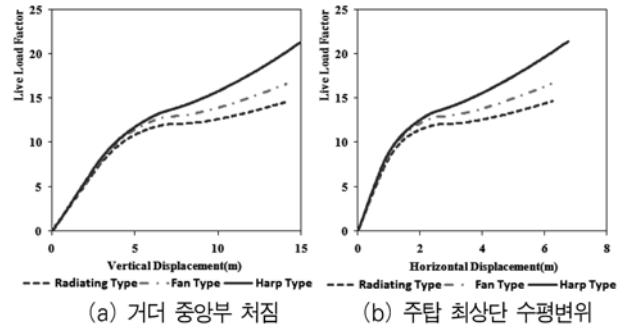 Live Load Factor
25
20
15
10
5
0
0 5 10 15
Vertical Displacement(m)
Radiating Type Fan Type Harp Type
(a) 거더 중앙부 처짐
Live Load Factor
25
20
15
10
5
0
0 2 4 6 8
Horizontal Displacement(m)
Radiating Type Fan Type Harp Type
(b) 주탑 최상단 수평변위